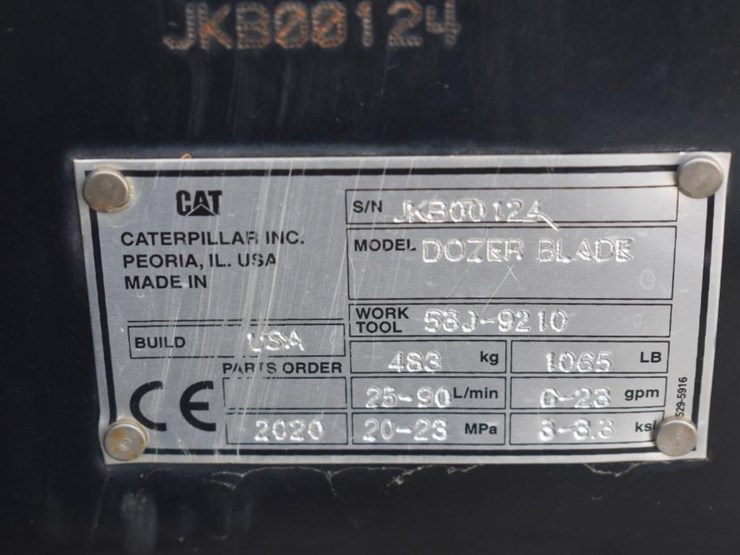 JKB00124
CAT
CATERPILLAR INC.
PEORIA, IL. USA
MADE IN
BUILD USA
S/N JKB00124
MODEL DOZER BLADE
WORK TOOL 53J-9210
PARTS ORDER
483 kg 1065 LB
25-90 L/min 6-23 gpm
CE
2020 20-23 MPa 3-3.3 ksi
529-5916